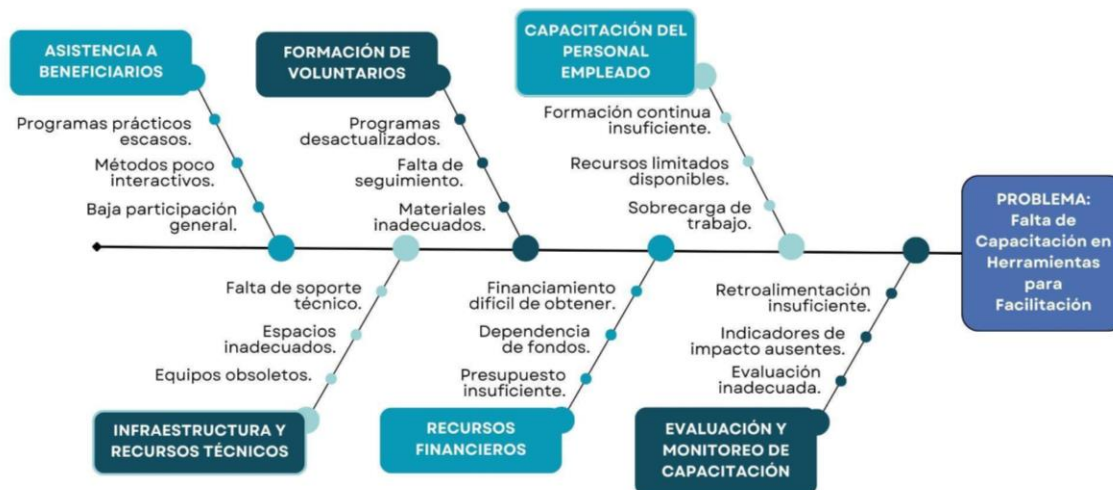 ASISTENCIA A
BENEFICIARIOS
Programas prácticos
escasos.
Métodos poco
interactivos.
Baja participación
general.
FORMACIÓN DE
VOLUNTARIOS
Programas
desactualizados.
Falta de
seguimiento.
Materiales
inadecuados.
CAPACITACIÓN DEL
PERSONAL
EMPLEADO
Formación continua
insuficiente.
Recursos limitados
disponibles.
Sobrecarga de
trabajo.
PROBLEMA:
Falta de
Capacitación en
Herramientas
para
Facilitación
Falta de soporte
técnico.
Espacios
inadecuados.
Equipos obsoletos.
INFRAESTRUCTURA Y
RECURSOS TÉCNICOS
Financiamiento
difícil de obtener.
Dependencia
de fondos.
Presupuesto
insuficiente.
RECURSOS
FINANCIEROS
Retroalimentación
insuficiente.
Indicadores de
impacto ausentes.
Evaluación
inadecuada.
EVALUACIÓN Y
MONITOREO DE
CAPACITACIÓN